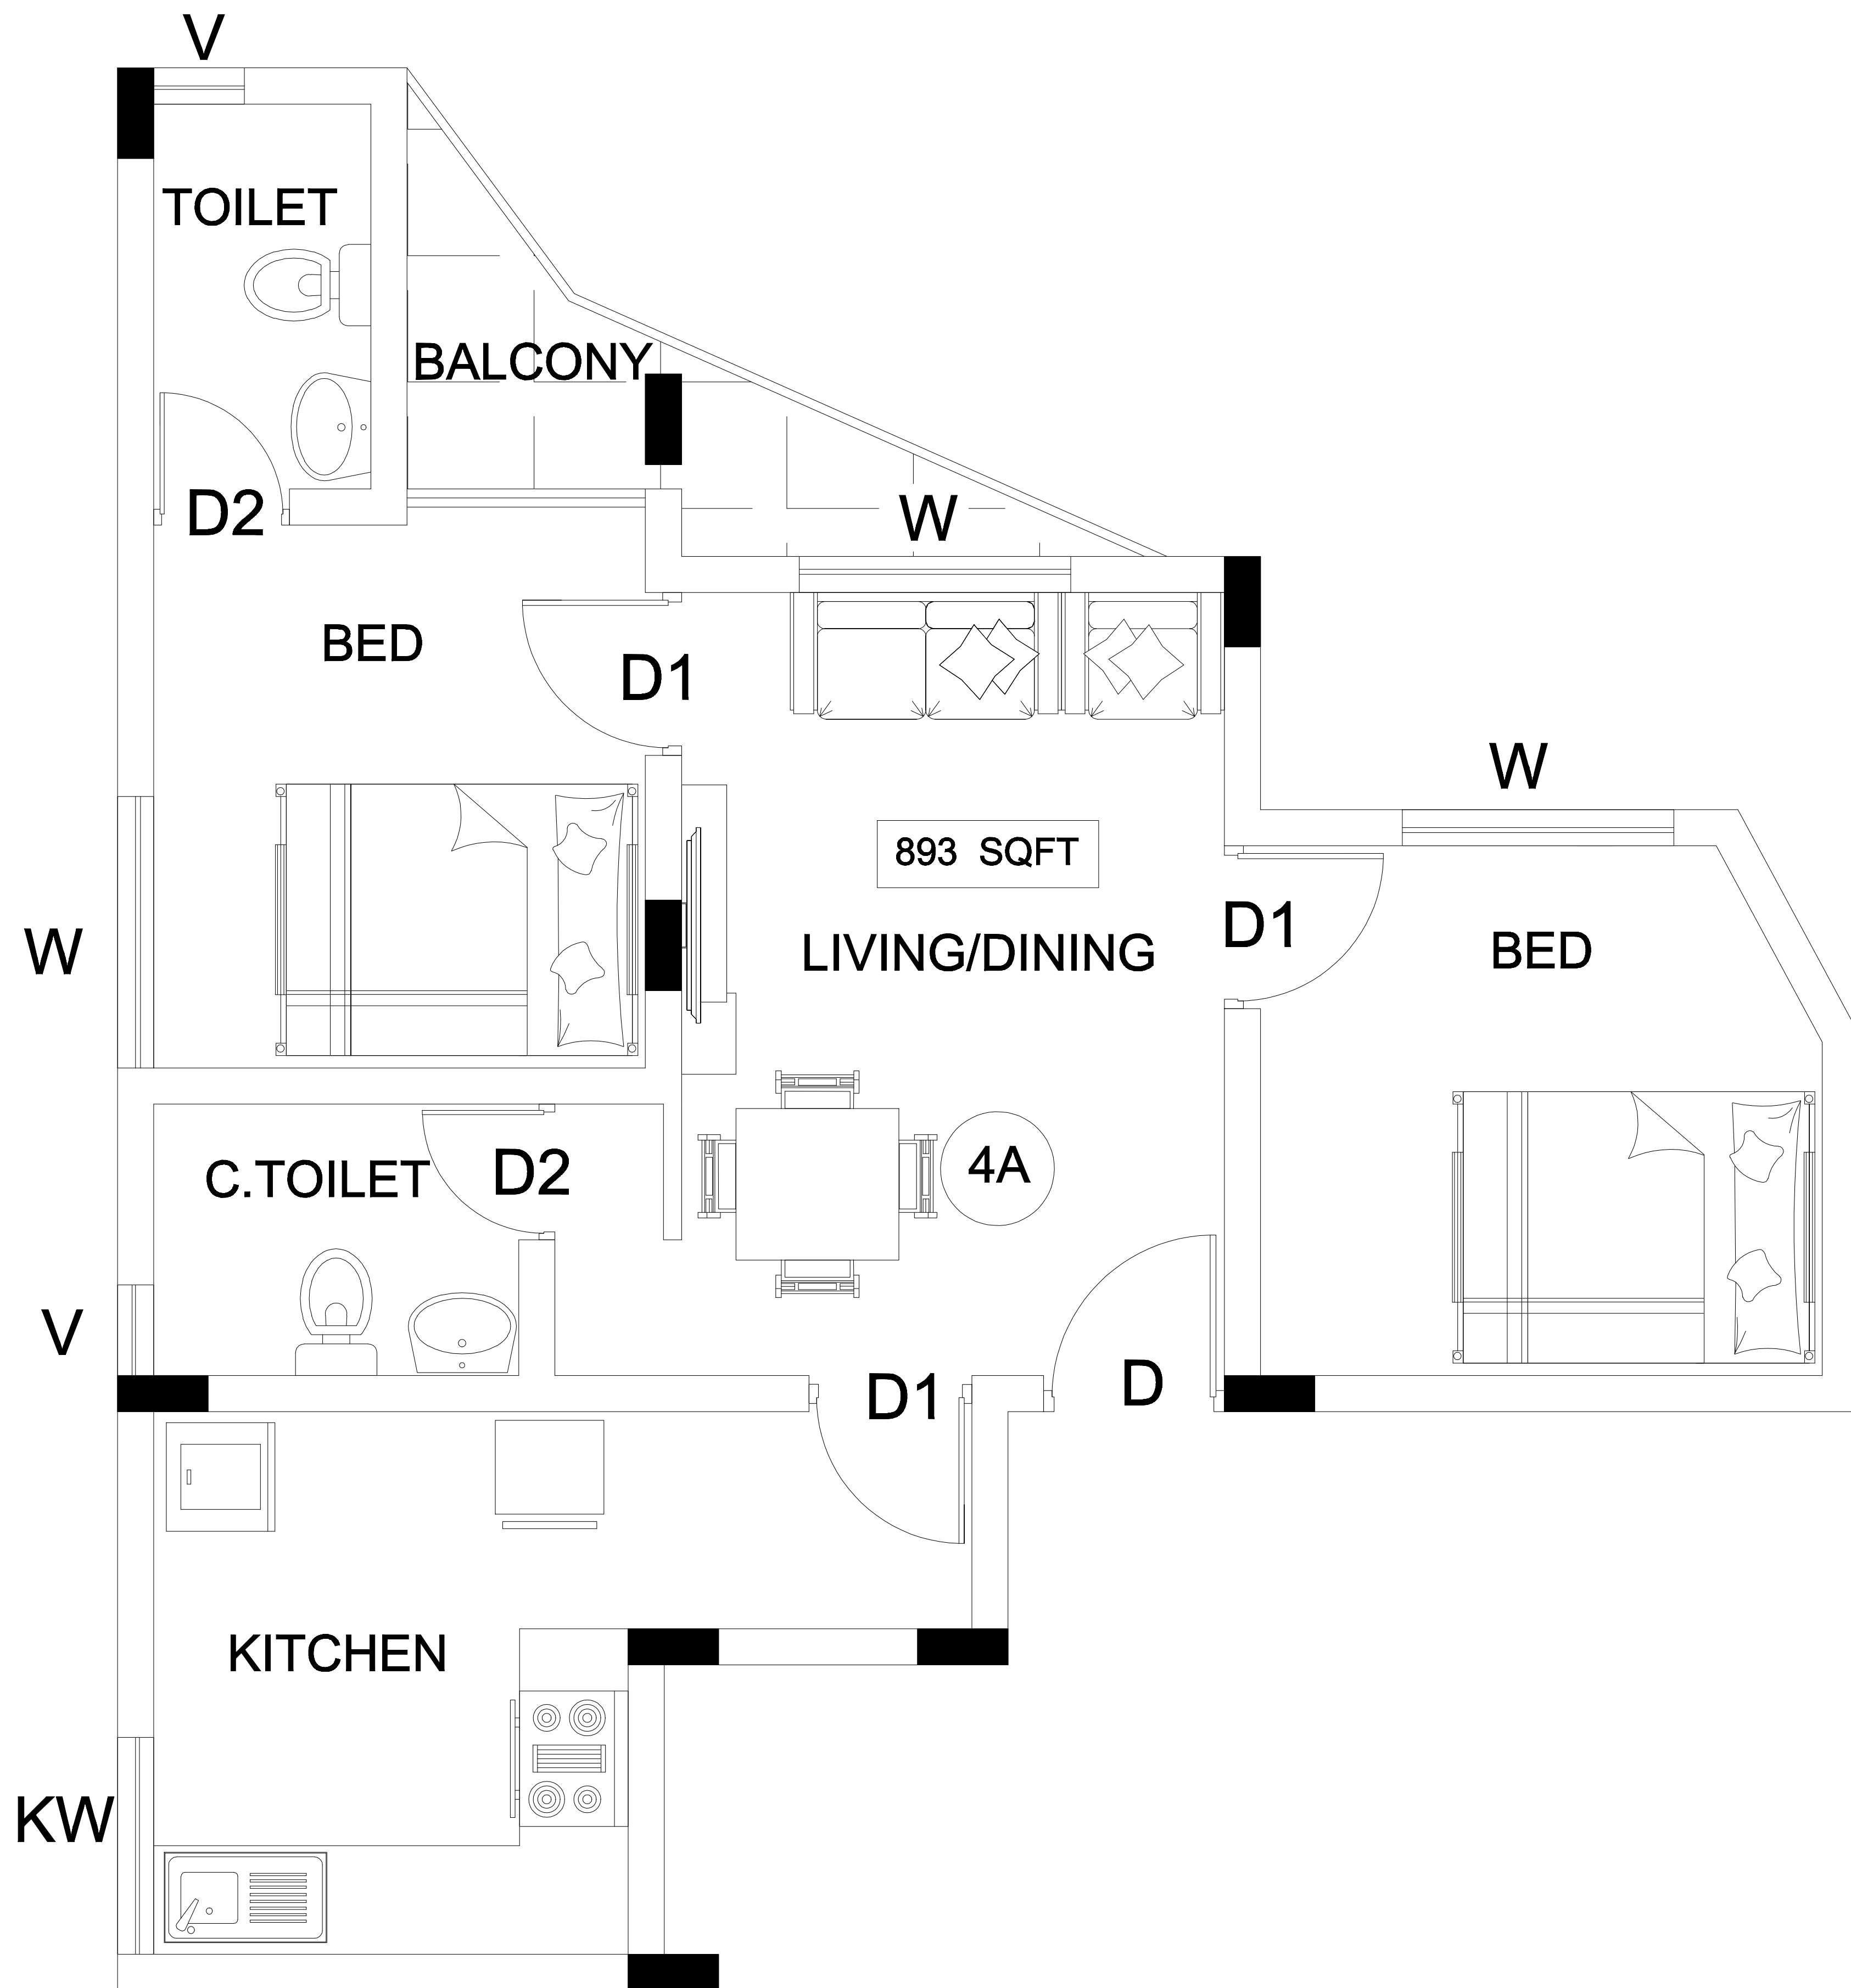 V
TOILET
BALCONY
D2
W
BED
D1
W
893 SQFT
W
LIVING/DINING
D1
BED
C.TOILET
D2
4A
V
D1
D
KITCHEN
KW